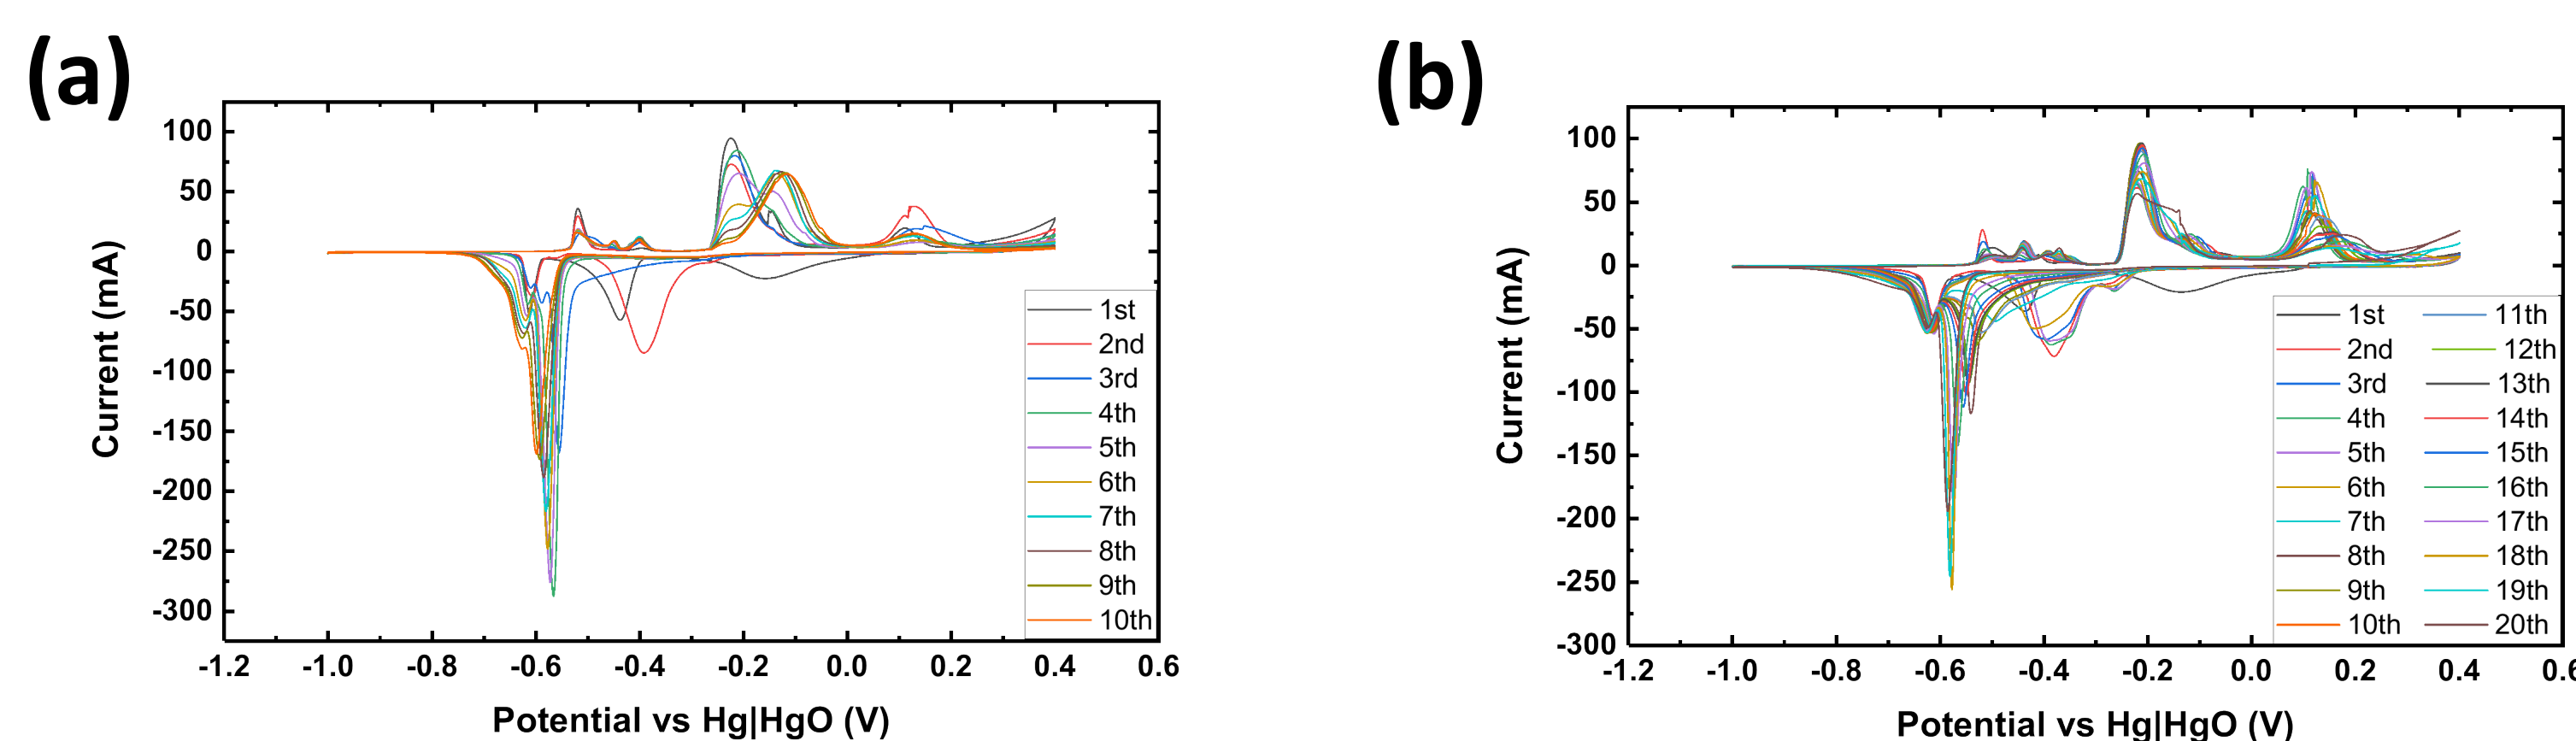 (a)
100
50
0
-50
-100
-150
-200
-250
-300
Current (mA)
1st
2nd
3rd
4th
5th
6th
7th
8th
9th
10th
-1.2 -1.0 -0.8 -0.6 -0.4 -0.2 0.0 0.2 0.4 0.6
Potential vs Hg|HgO (V)
(b)
100
50
0
-50
-100
-150
-200
-250
-300
Current (mA)
1st 11th
2nd 12th
3rd 13th
4th 14th
5th 15th
6th 16th
7th 17th
8th 18th
9th 19th
10th 20th
-1.2 -1.0 -0.8 -0.6 -0.4 -0.2 0.0 0.2 0.4 0.6
Potential vs Hg|HgO (V)